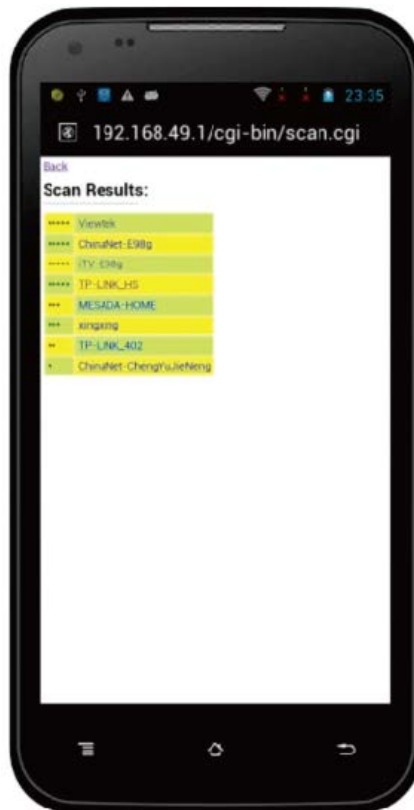 23:35
192.168.49.1/cgi-bin/scan.cgi
Back
Scan Results:
***** Viewtek
***** ChinaNet-E98g
***** iTV-E98g
***** TP-LINK_HS
*** MESADA-HOME
*** xingxing
** TP-LINK_402
* ChinaNet-ChengYuJieNeng